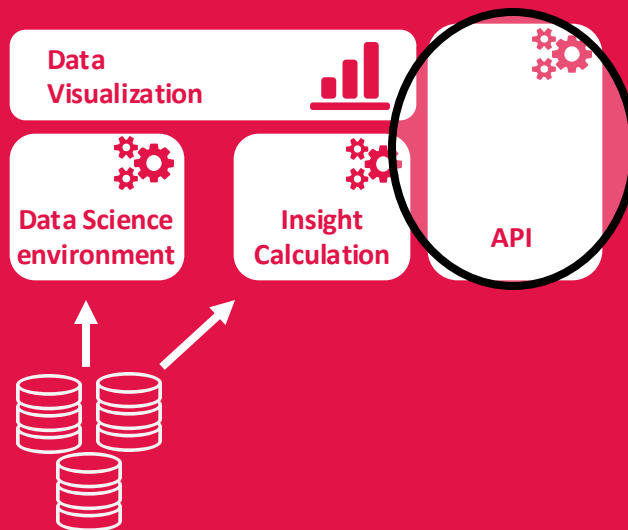 Data
Visualization
Data Science
environment
Insight
Calculation
API